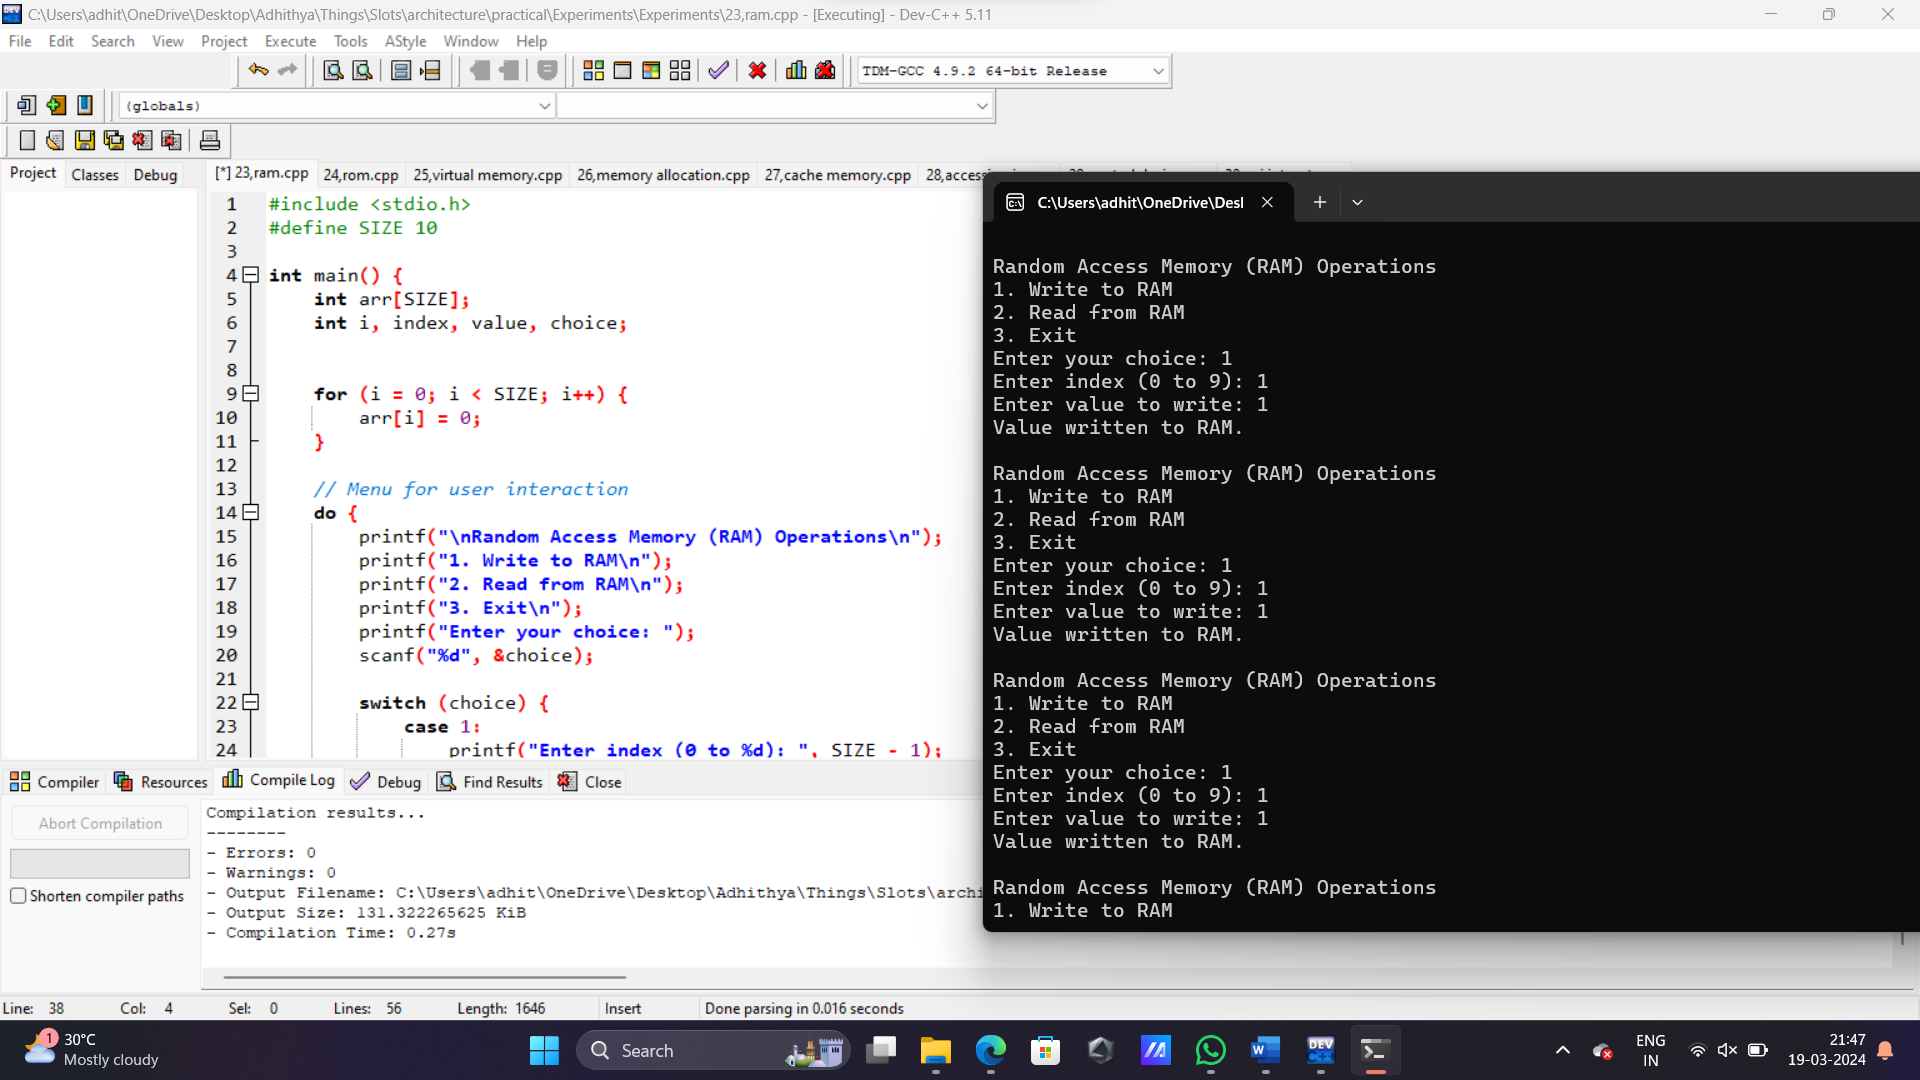 C:\Users\adhit\OneDrive\Desktop\Adhithya\Things\Slots\architecture\practical\Experiments\Experiments\23,ram.cpp - [Executing] - Dev-C++ 5.11
File Edit Search View Project Execute Tools AStyle Window Help
TDM-GCC 4.9.2 64-bit Release
(globals)
Project Classes Debug
[*] 23,ram.cpp 24,rom.cpp 25,virtual memory.cpp 26,memory allocation.cpp 27,cache memory.cpp
1 #include <stdio.h>
2 #define SIZE 10
3
4 int main() {
5 int arr[SIZE];
6 int i, index, value, choice;
7
8
9 for (i = 0; i < SIZE; i++) {
10 arr[i] = 0;
11 }
12
13 // Menu for user interaction
14 do {
15 printf("\nRandom Access Memory (RAM) Operations\n");
16 printf("1. Write to RAM\n");
17 printf("2. Read from RAM\n");
18 printf("3. Exit\n");
19 printf("Enter your choice: ");
20 scanf("%d", &choice);
21
22 switch (choice) {
23 case 1:
24 printf("Enter index (0 to %d): ", SIZE - 1);
C:\Users\adhit\OneDrive\Desl
Random Access Memory (RAM) Operations
1. Write to RAM
2. Read from RAM
3. Exit
Enter your choice: 1
Enter index (0 to 9): 1
Enter value to write: 1
Value written to RAM.
Random Access Memory (RAM) Operations
1. Write to RAM
2. Read from RAM
3. Exit
Enter your choice: 1
Enter index (0 to 9): 1
Enter value to write: 1
Value written to RAM.
Random Access Memory (RAM) Operations
1. Write to RAM
2. Read from RAM
3. Exit
Enter your choice: 1
Enter index (0 to 9): 1
Enter value to write: 1
Value written to RAM.
Random Access Memory (RAM) Operations
1. Write to RAM
Compiler Resources Compile Log Debug Find Results Close
Abort Compilation
Shorten compiler paths
Compilation results...
--------
- Errors: 0
- Warnings: 0
- Output Filename: C:\Users\adhit\OneDrive\Desktop\Adhithya\Things\Slots\archi
- Output Size: 131.322265625 KiB
- Compilation Time: 0.27s
Line: 38 Col: 4 Sel: 0 Lines: 56 Length: 1646 Insert Done parsing in 0.016 seconds
1
30°C
Mostly cloudy
Search
DEV
ENG
IN
21:47
19-03-2024